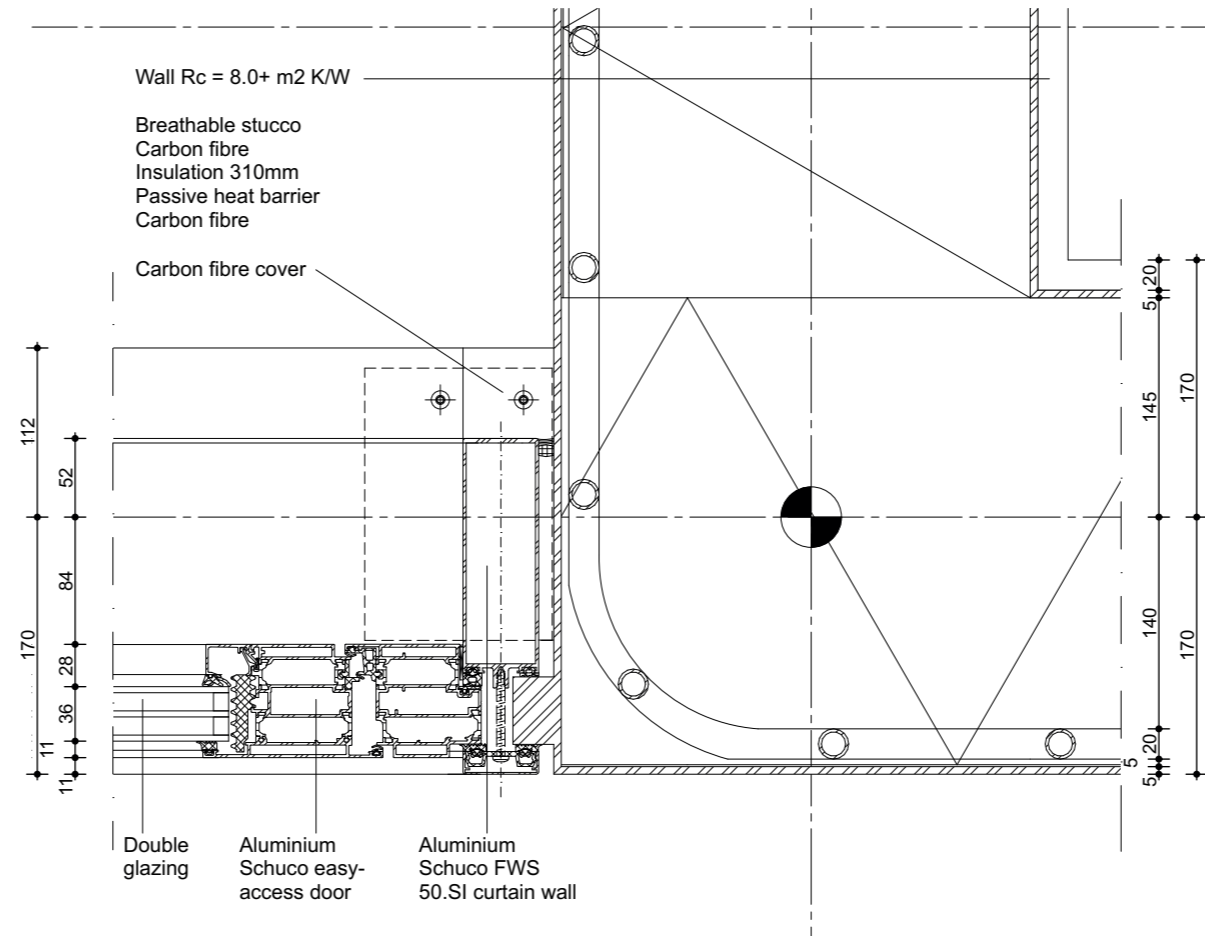 Wall Rc = 8.0+ m2 K/W
Breathable stucco
Carbon fibre
Insulation 310mm
Passive heat barrier
Carbon fibre
Carbon fibre cover
112
52
84
170
28
36
11
11
20
5
145
170
140
170
20
5
5
Double
glazing
Aluminium
Schuco easy-
access door
Aluminium
Schuco FWS
50.SI curtain wall